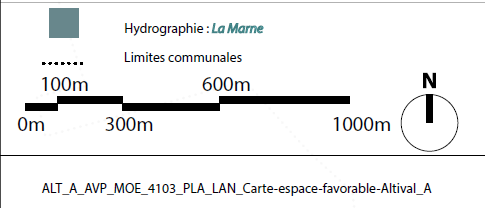 Hydrographie : La Marne
Limites communales
100m 600m N
0m 300m 1000m
ALT_A_AVP_MOE_4103_PLA_LAN_Carte-espace-favorable-Altival_A